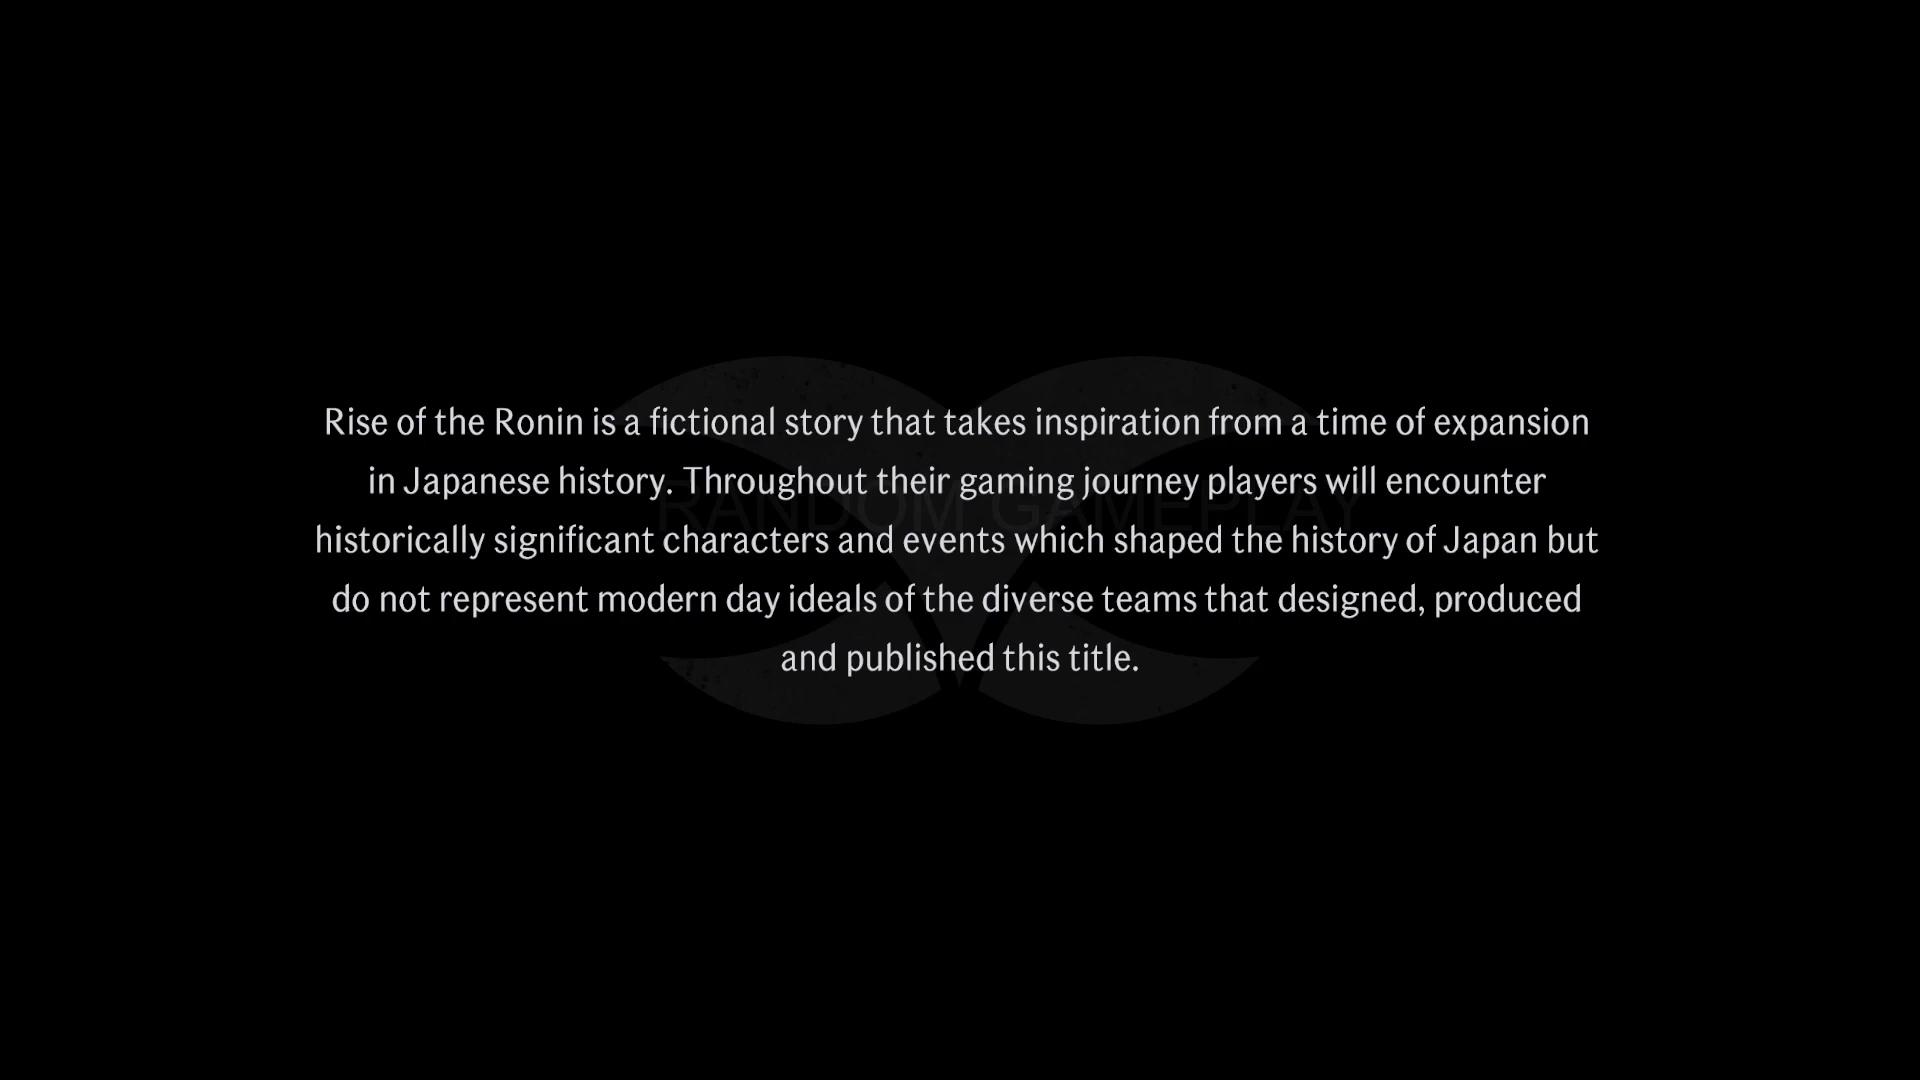 Rise of the Ronin is a fictional story that takes inspiration from a time of expansion
in Japanese history. Throughout their gaming journey players will encounter
RANDOM GAMEPLAY
historically significant characters and events which shaped the history of Japan but
do not represent modern day ideals of the diverse teams that designed, produced
and published this title.